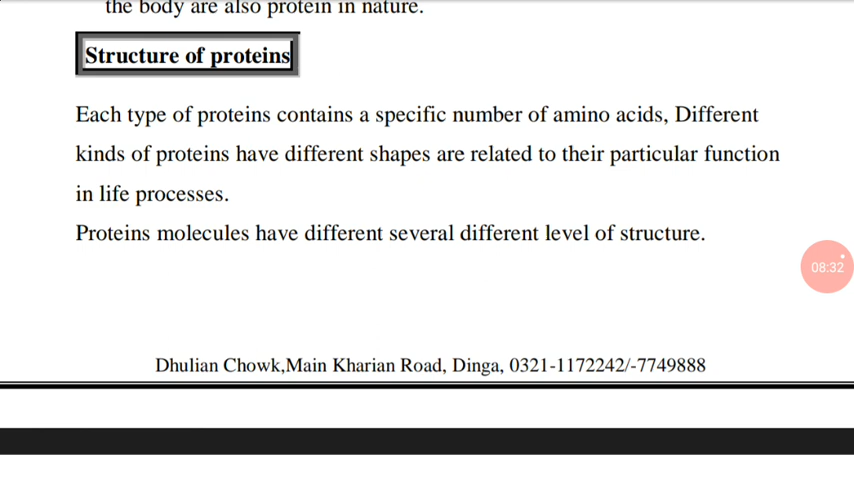 the body are also protein in nature.
Structure of proteins
Each type of proteins contains a specific number of amino acids, Different
kinds of proteins have different shapes are related to their particular function
in life processes.
Proteins molecules have different several different level of structure.
08:32
Dhulian Chowk,Main Kharian Road, Dinga, 0321-1172242/-7749888